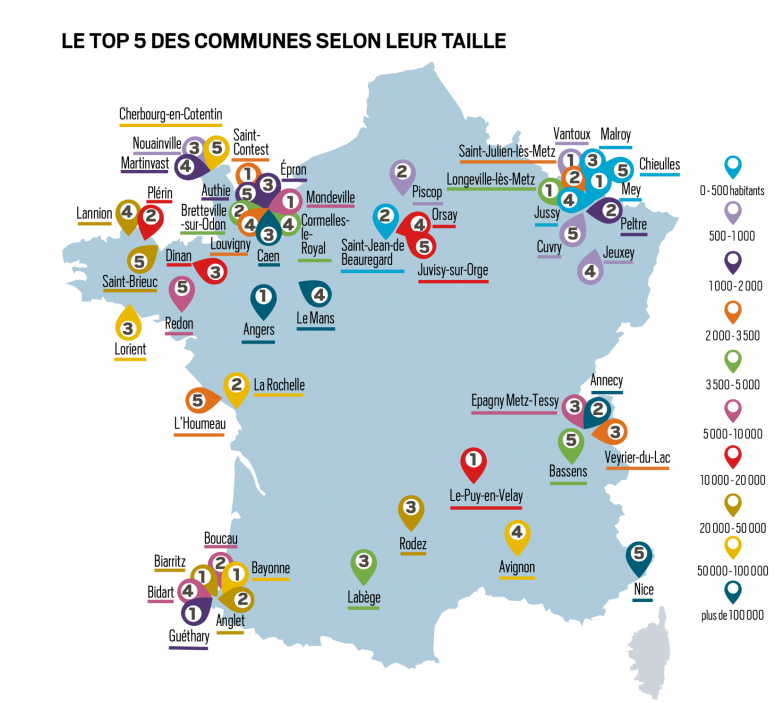 LE TOP 5 DES COMMUNES SELON LEUR TAILLE
Cherbourg-en-Cotentin
Nouainville
3
5
Saint-
Contest
1
Martinvast
4
Épron
3
Authie
5
Mondeville
1
Bretteville
-sur-Odon
2
Louvigny
4
Caen
3
Cormelles-
le-
Royal
4
Lannion
4
Plérin
2
Saint-Brieuc
5
Dinan
3
Redon
5
Lorient
3
Angers
1
Le Mans
4
Piscop
2
Saint-Jean-de
Beauregard
2
Orsay
4
Juvisy-sur-Orge
5
Vantoux
1
Malroy
3
Saint-Julien-lès-Metz
2
Chieulles
5
Longeville-lès-Metz
1
Mey
1
Jussy
4
Peltre
2
Cuvry
5
Jeuxey
4
La Rochelle
2
L'Houmeau
5
Annecy
2
Epagny Metz-Tessy
3
Veyrier-du-Lac
3
Bassens
5
Le-Puy-en-Velay
1
Rodez
3
Avignon
4
Labège
3
Nice
5
Boucau
2
Biarritz
1
Bayonne
1
Bidart
4
Anglet
2
Guéthary
1
0-500 habitants
500-1 000
1 000-2 000
2 000-3 500
3 500-5 000
5 000-10 000
10 000-20 000
20 000-50 000
50 000-100 000
plus de 100 000